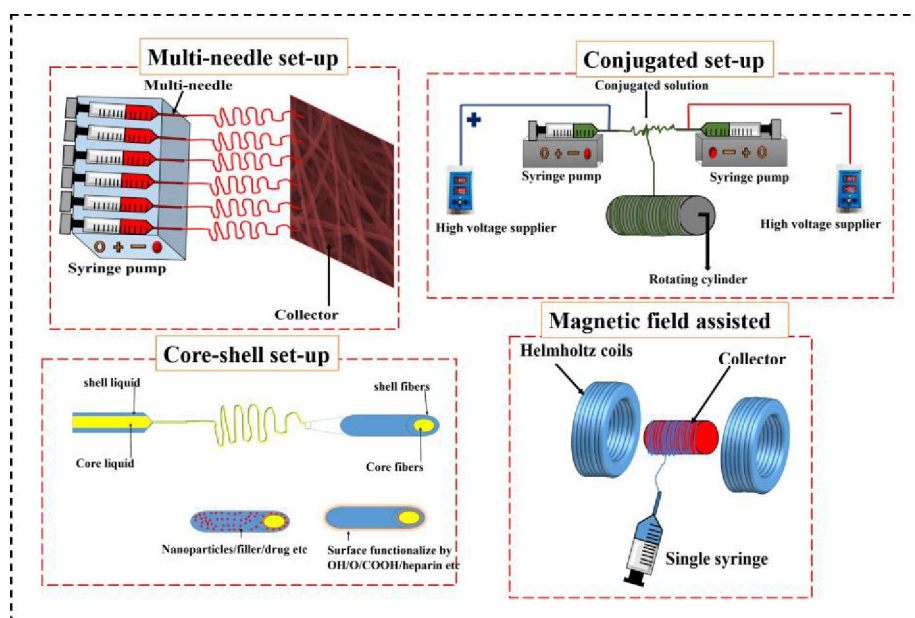 Multi-needle set-up
Multi-needle
Syringe pump
Collector
Conjugated set-up
Conjugated solution
+
−
Syringe pump
Syringe pump
High voltage supplier
High voltage supplier
Rotating cylinder
Core-shell set-up
shell liquid
shell fibers
Core liquid
Core fibers
Nanoparticles/filler/drug etc
Surface functionalize by
OH/O/COOH/heparin etc
Magnetic field assisted
Helmholtz coils
Collector
Single syringe